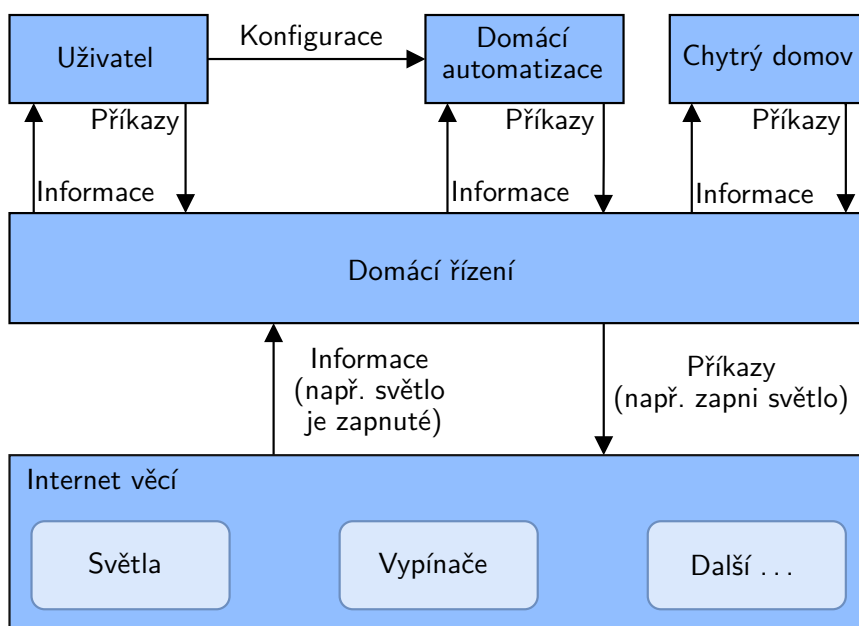 Uživatel
Konfigurace
Domácí
automatizace
Chytrý domov
Příkazy
Příkazy
Příkazy
Informace
Informace
Informace
Domácí řízení
Informace
(např. světlo
je zapnuté)
Příkazy
(např. zapni světlo)
Internet věcí
Světla
Vypínače
Další . . .